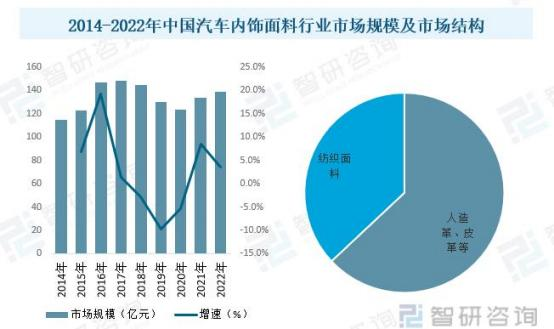 2014-2022年中国汽车内饰面料行业市场规模及市场结构
160
140
120
100
80
60
40
20
0
25.0%
20.0%
15.0%
10.0%
5.0%
0.0%
-5.0%
-10.0%
-15.0%
2014年
2015年
2016年
2017年
2018年
2019年
2020年
2021年
2022年
市场规模（亿元）
增速（%）
纺织面
料
人造
革、皮
革等
智研咨询
智研咨询